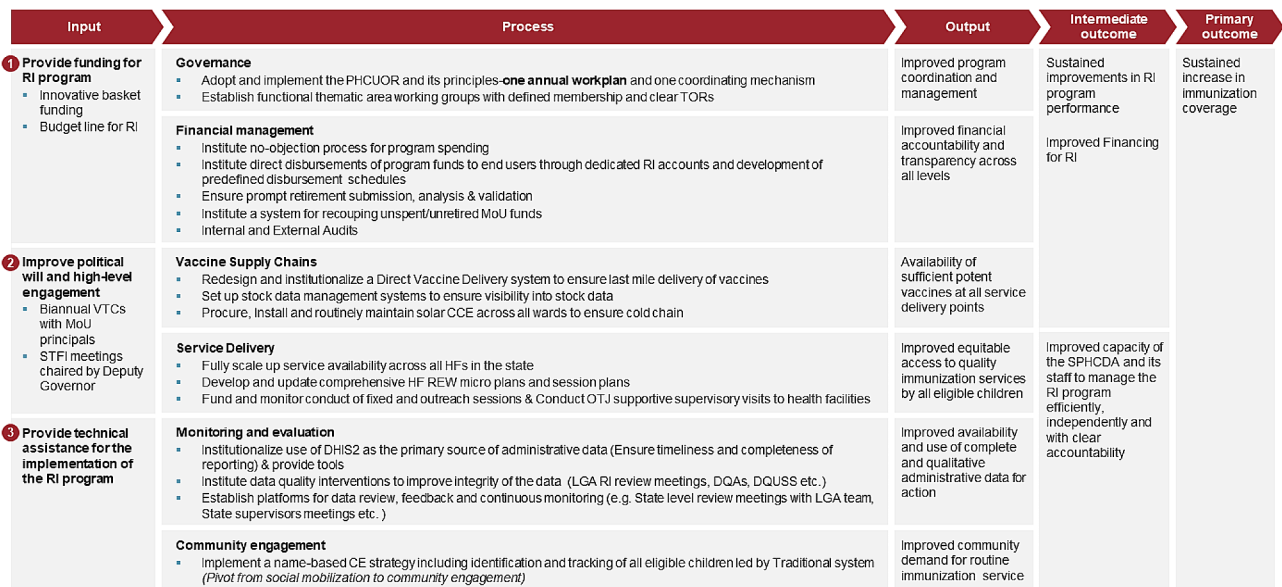 Input
Process
Output
Intermediate
outcome
Primary
outcome
1 Provide funding for
RI program
▪ Innovative basket
funding
▪ Budget line for RI
2 Improve political
will and high-level
engagement
▪ Biannual VTCs
with MoU
principals
▪ STFI meetings
chaired by Deputy
Governor
3 Provide technical
assistance for the
implementation of
the RI program
Governance
▪ Adopt and implement the PHCUOR and its principles-one annual workplan and one coordinating mechanism
▪ Establish functional thematic area working groups with defined membership and clear TORs
Financial management
▪ Institute no-objection process for program spending
▪ Institute direct disbursements of program funds to end users through dedicated RI accounts and development of
predefined disbursement schedules
▪ Ensure prompt retirement submission, analysis & validation
▪ Institute a system for recouping unspent/unretired MoU funds
▪ Internal and External Audits
Vaccine Supply Chains
▪ Redesign and institutionalize a Direct Vaccine Delivery system to ensure last mile delivery of vaccines
▪ Set up stock data management systems to ensure visibility into stock data
▪ Procure, Install and routinely maintain solar CCE across all wards to ensure cold chain
Service Delivery
▪ Fully scale up service availability across all HFs in the state
▪ Develop and update comprehensive HF REW micro plans and session plans
▪ Fund and monitor conduct of fixed and outreach sessions & Conduct OTJ supportive supervisory visits to health facilities
Monitoring and evaluation
▪ Institutionalize use of DHIS2 as the primary source of administrative data (Ensure timeliness and completeness of
reporting) & provide tools
▪ Institute data quality interventions to improve integrity of the data (LGA RI review meetings, DQAs, DQUSS etc.)
▪ Establish platforms for data review, feedback and continuous monitoring (e.g. State level review meetings with LGA team,
State supervisors meetings etc. )
Community engagement
▪ Implement a name-based CE strategy including identification and tracking of all eligible children led by Traditional system
(Pivot from social mobilization to community engagement)
Improved program
coordination and
management
Improved financial
accountability and
transparency across
all levels
Availability of
sufficient potent
vaccines at all service
delivery points
Improved equitable
access to quality
immunization services
by all eligible children
Improved availability
and use of complete
and qualitative
administrative data for
action
Improved community
demand for routine
immunization service
Sustained
improvements in RI
program
performance
Improved Financing
for RI
Improved capacity of
the SPHCDA and its
staff to manage the
RI program
efficiently,
independently and
with clear
accountability
Sustained
increase in
immunization
coverage